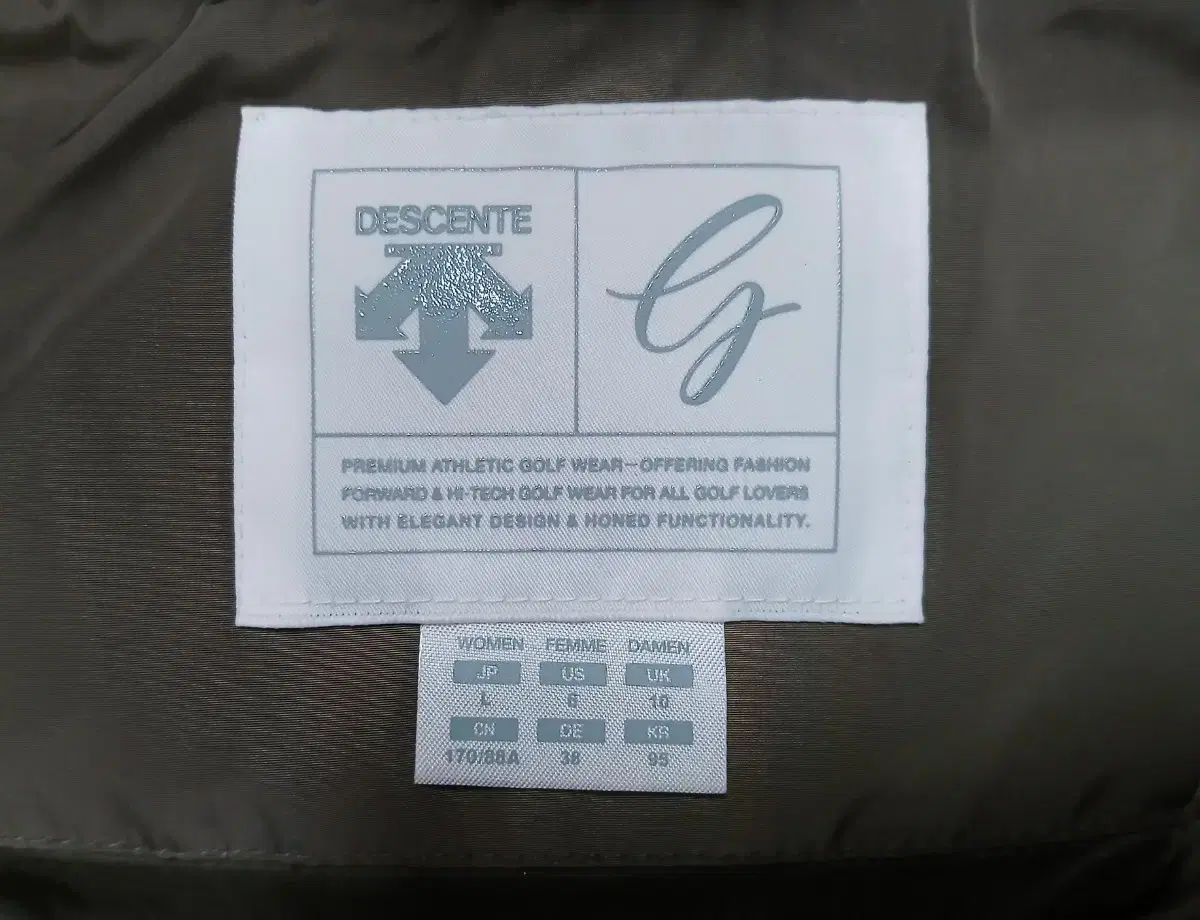 DESCENTE
G
PREMIUM ATHLETIC GOLF WEAR—OFFERING FASHION
FORWARD & HI-TECH GOLF WEAR FOR ALL GOLF LOVERS
WITH ELEGANT DESIGN & HONED FUNCTIONALITY.
WOMEN FEMME DAMEN
JP US UK
L 10
CN DE KR
170/88A 38 95